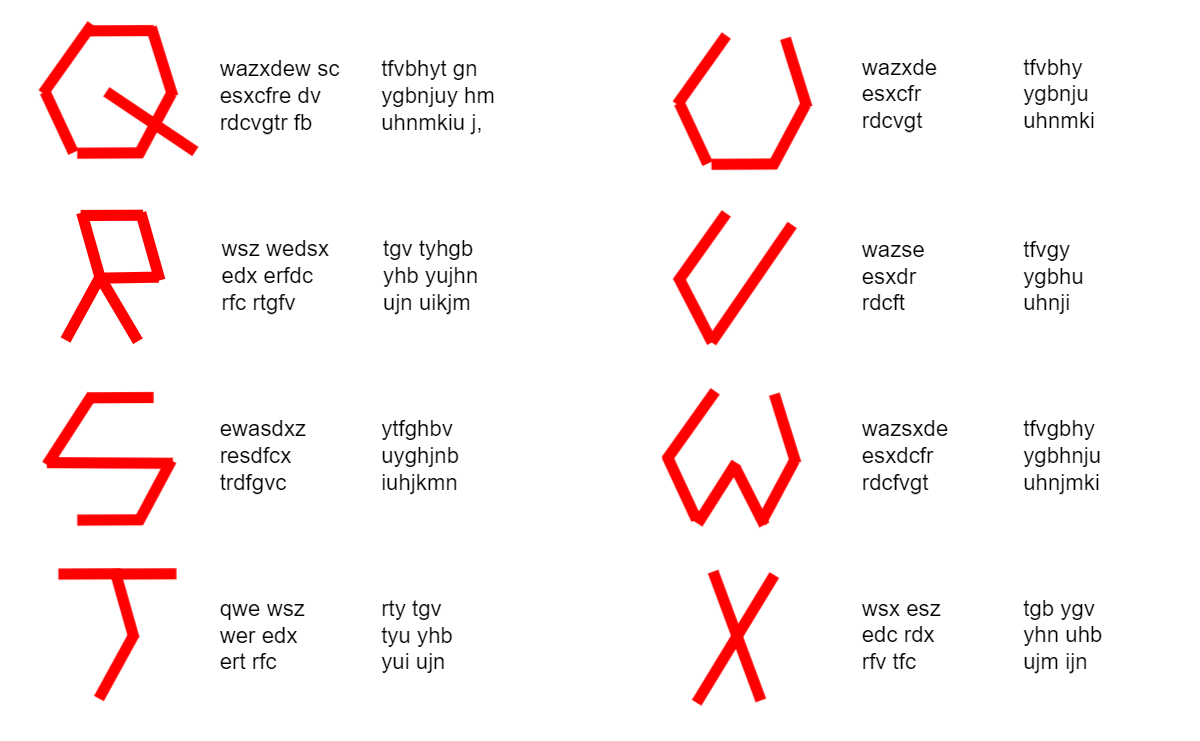 wazxdew sc tfvbhyt gn
esxcfre dv ygbnjuy hm
rdcvgtr fb uhnmkiu j,
wsz wedsx tgv tyhgb
edx erfdc yhb yujhn
rfc rtgfv ujn uikjm
ewasdxz ytfghbv
resdfcx uyghjnb
trdfgvc iuhjkmn
qwe wsz rty tgv
wer edx tyu yhb
ert rfc yui ujn
wazxde tfvbhy
esxcfr ygbnju
rdcvgt uhnmki
wazse tfvgy
esxdr ygbhu
rdcft uhnji
wazsxde tfvgbhy
esxdcfr ygbhnju
rdcfvgt uhnjmki
wsx esz tgb ygv
edc rdx yhn uhb
rfv tfc ujm ijn